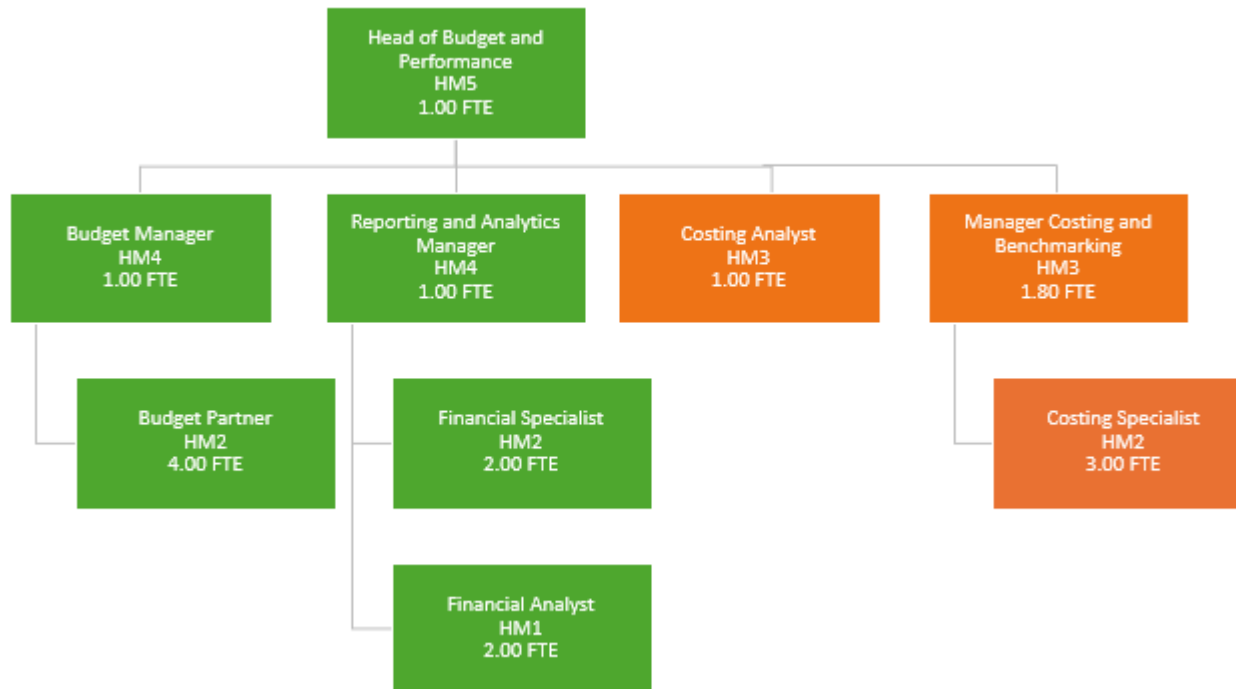 Head of Budget and
Performance
HM5
1.00 FTE
Budget Manager
HM4
1.00 FTE
Reporting and Analytics
Manager
HM4
1.00 FTE
Costing Analyst
HM3
1.00 FTE
Manager Costing and
Benchmarking
HM3
1.80 FTE
Budget Partner
HM2
4.00 FTE
Financial Specialist
HM2
2.00 FTE
Costing Specialist
HM2
3.00 FTE
Financial Analyst
HM1
2.00 FTE